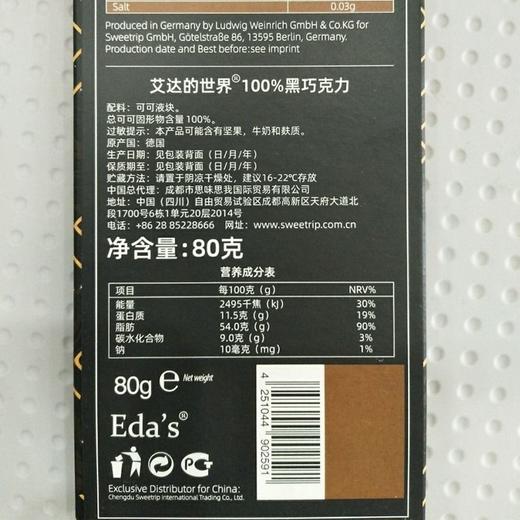 Salt 0.03g
Produced in Germany by Ludwig Weinrich GmbH & Co.KG for
Sweetrip GmbH, Götelstraße 86, 13595 Berlin, Germany.
Production date and Best before:see imprint
艾达的世界®100%黑巧克力
配料：可可液块。
总可可固形物含量100%。
过敏提示：本产品可能含有坚果，牛奶和麸质。
原产国：德国
生产日期：见包装背面（日/月/年）
保质期至：见包装背面（日/月/年）
贮藏方法：请置于阴凉干燥处，建议16-22℃存放
中国总代理：成都市思味思我国际贸易有限公司
地址：中国（四川）自由贸易试验区成都高新区天府大道北
段1700号6栋1单元20层2014号
电话：+86 28 85228666 网址：www.sweetrip.com.cn
净含量：80克
营养成分表
项目 每100克（g） NRV%
能量 2495千焦（kJ） 30%
蛋白质 11.5克（g） 19%
脂肪 54.0克（g） 90%
碳水化合物 9.0克（g） 3%
钠 10毫克（mg） 1%
80g e Net weight
4 251044 902591
Eda's®
PG
Exclusive Distributor for China:
Chengdu Sweetrip International Trading Co., Ltd.